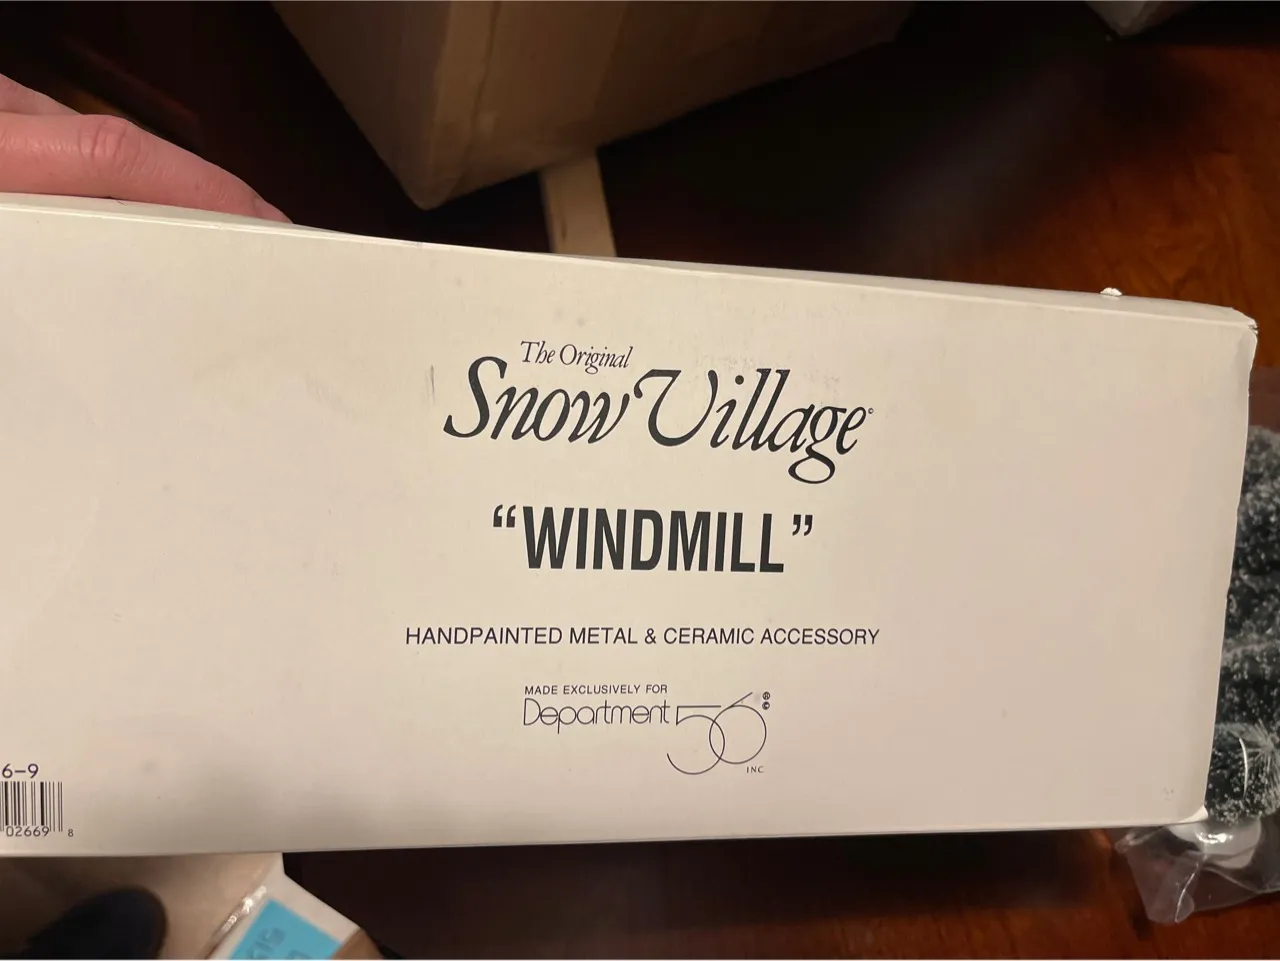 The Original
Snow Village®
“WINDMILL”
HANDPAINTED METAL & CERAMIC ACCESSORY
MADE EXCLUSIVELY FOR
Department 56 ® ©
INC.
6-9
02669 8